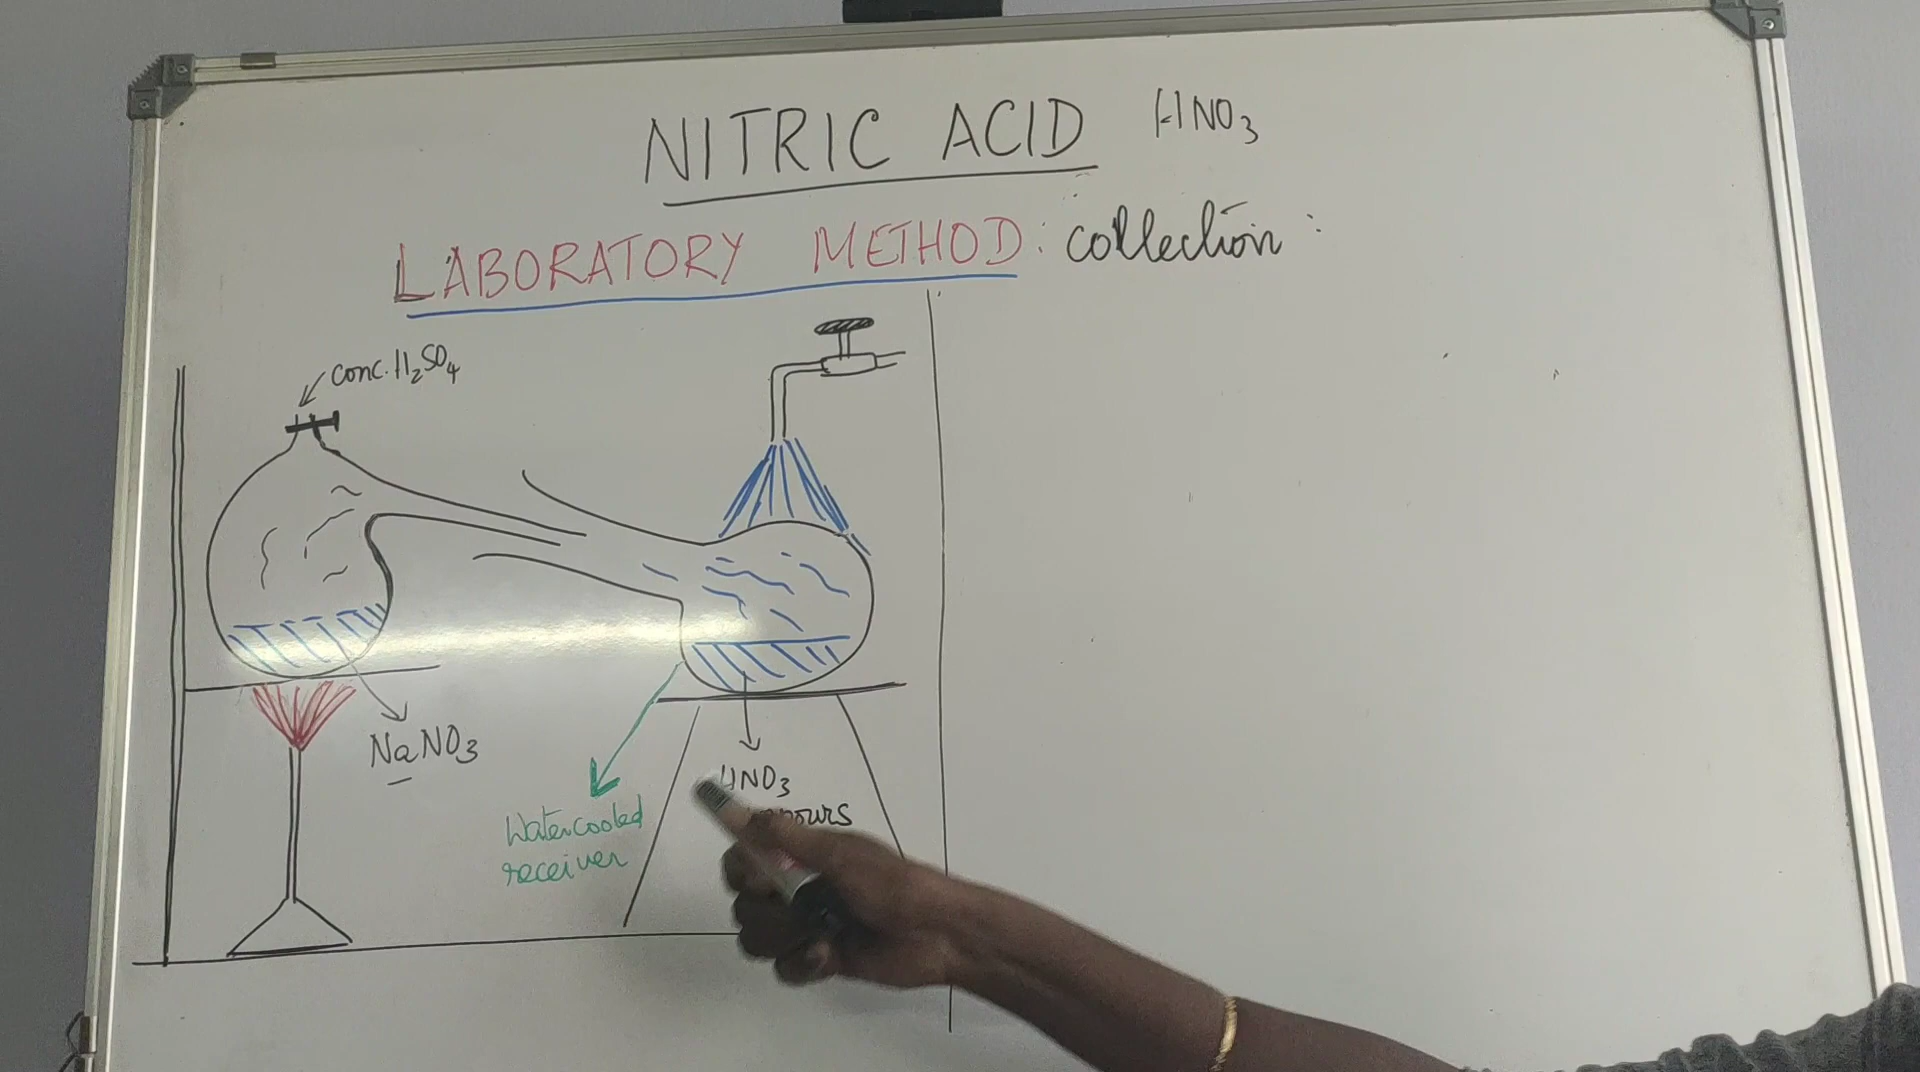 NITRIC ACID HNO₃
LABORATORY METHOD: collection:
conc. H₂SO₄
NaNO₃
HNO₃
Water cooled
receiver